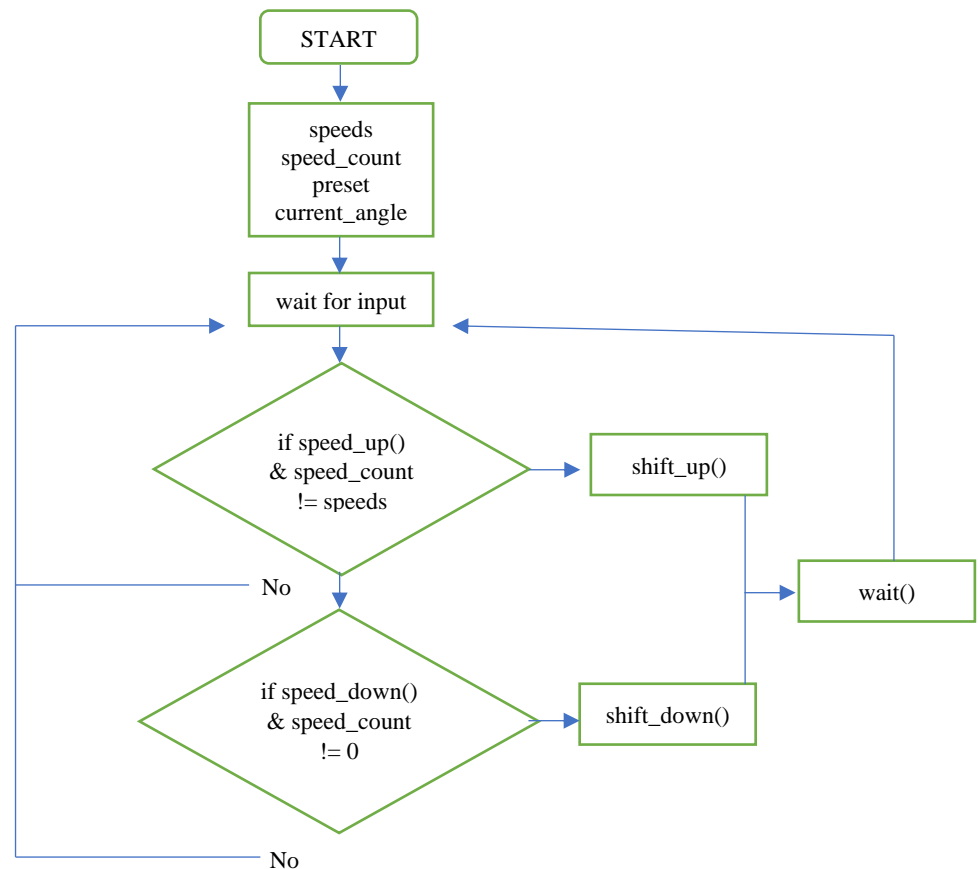 START
speeds
speed_count
preset
current_angle
wait for input
if speed_up()
& speed_count
!= speeds
shift_up()
wait()
No
if speed_down()
& speed_count
!= 0
shift_down()
No